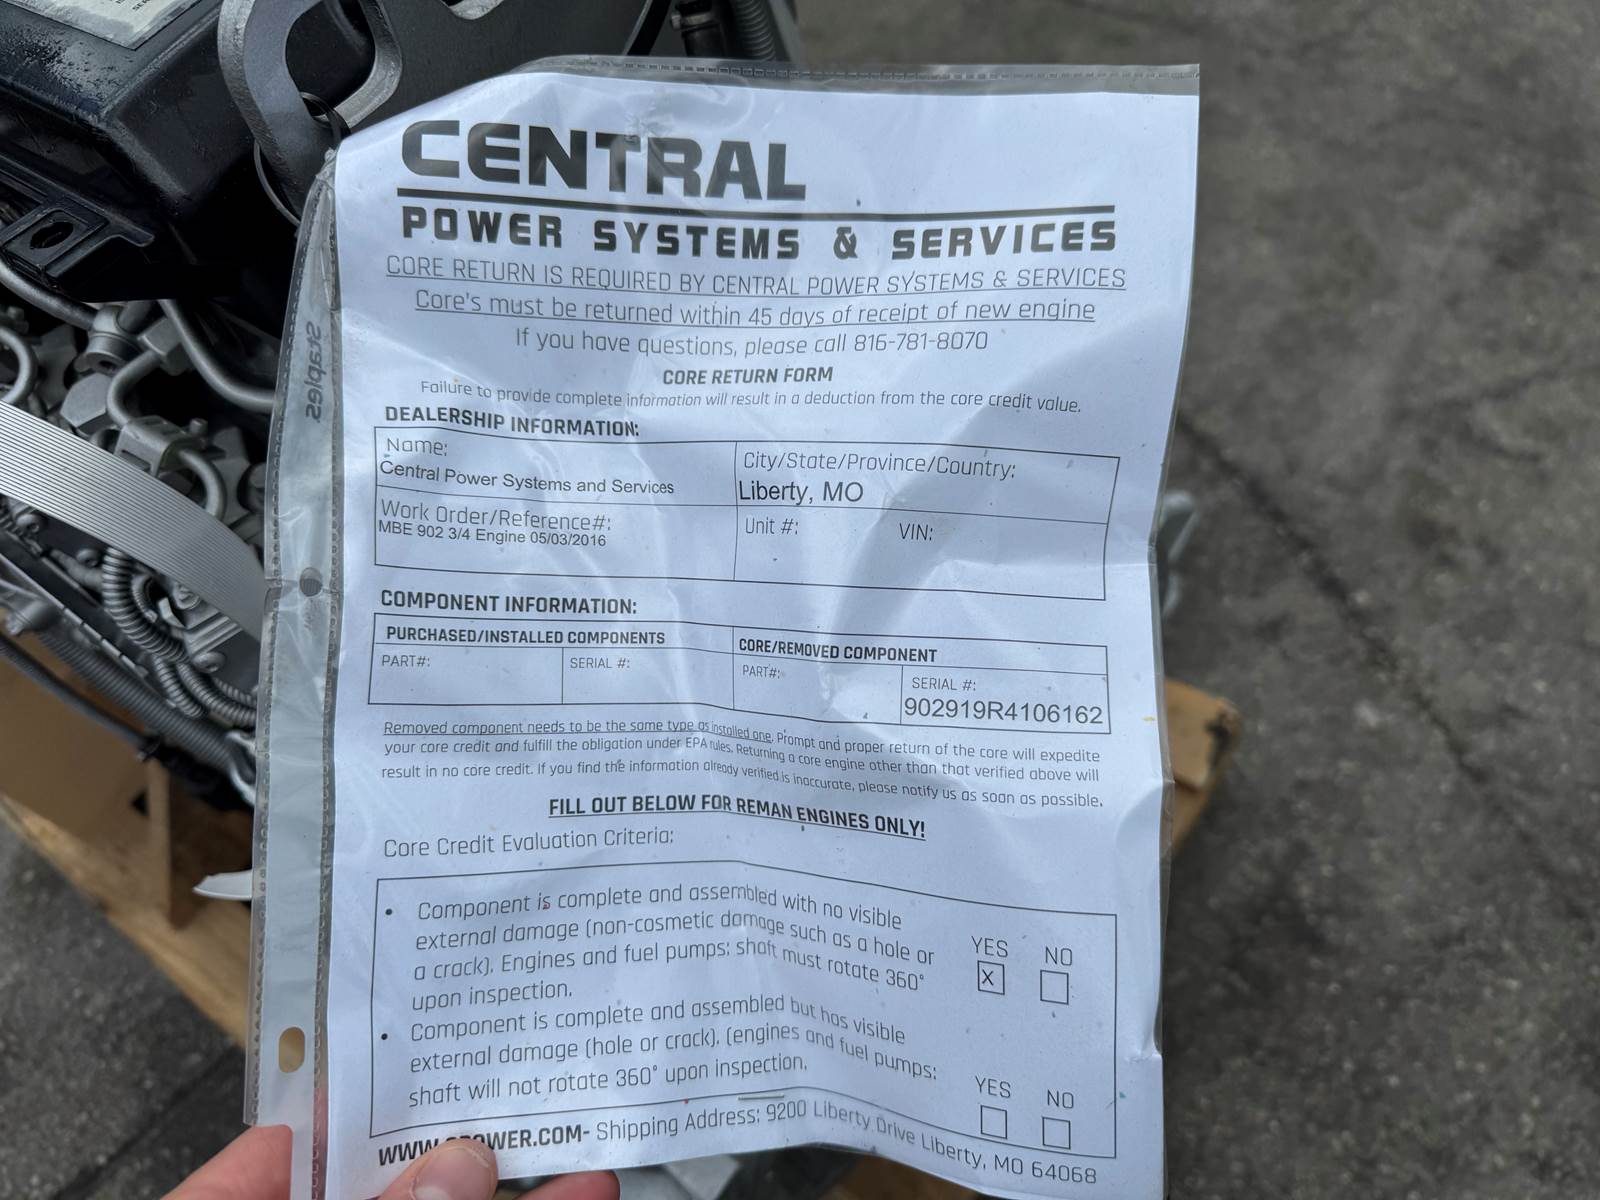 CENTRAL
POWER SYSTEMS & SERVICES
CORE RETURN IS REQUIRED BY CENTRAL POWER SYSTEMS & SERVICES
Core's must be returned within 45 days of receipt of new engine
If you have questions, please call 816-781-8070
CORE RETURN FORM
Failure to provide complete information will result in a deduction from the core credit value.
DEALERSHIP INFORMATION:
Name:
Central Power Systems and Services
City/State/Province/Country:
Liberty, MO
Work Order/Reference#:
MBE 902 3/4 Engine 05/03/2016
Unit #: VIN:
COMPONENT INFORMATION:
PURCHASED/INSTALLED COMPONENTS
CORE/REMOVED COMPONENT
PART#: SERIAL #:
PART#: SERIAL #:
902919R4106162
Removed component needs to be the same type as installed one. Prompt and proper return of the core will expedite
your core credit and fulfill the obligation under EPA rules. Returning a core engine other than that verified above will
result in no core credit. If you find the information already verified is inaccurate, please notify us as soon as possible.
FILL OUT BELOW FOR REMAN ENGINES ONLY!
Core Credit Evaluation Criteria:
• Component is complete and assembled with no visible
external damage (non-cosmetic damage such as a hole or
a crack). Engines and fuel pumps: shaft must rotate 360°
upon inspection.
YES NO
X
• Component is complete and assembled but has visible
external damage (hole or crack). (engines and fuel pumps:
shaft will not rotate 360° upon inspection.
YES NO
Shipping Address: 9200 Liberty Drive Liberty, MO 64068
Staples